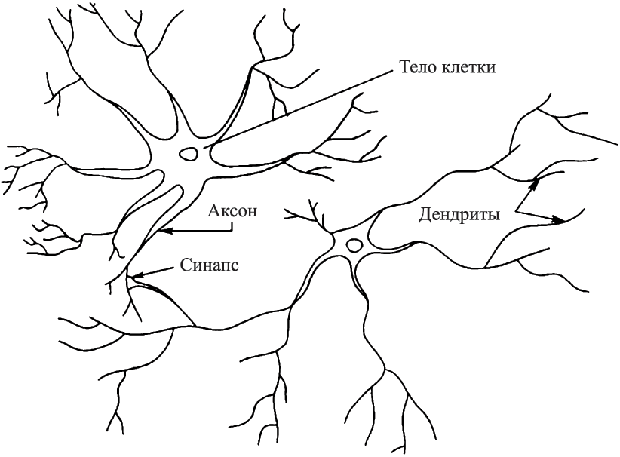 Тело клетки
Аксон
Дендриты
Синапс